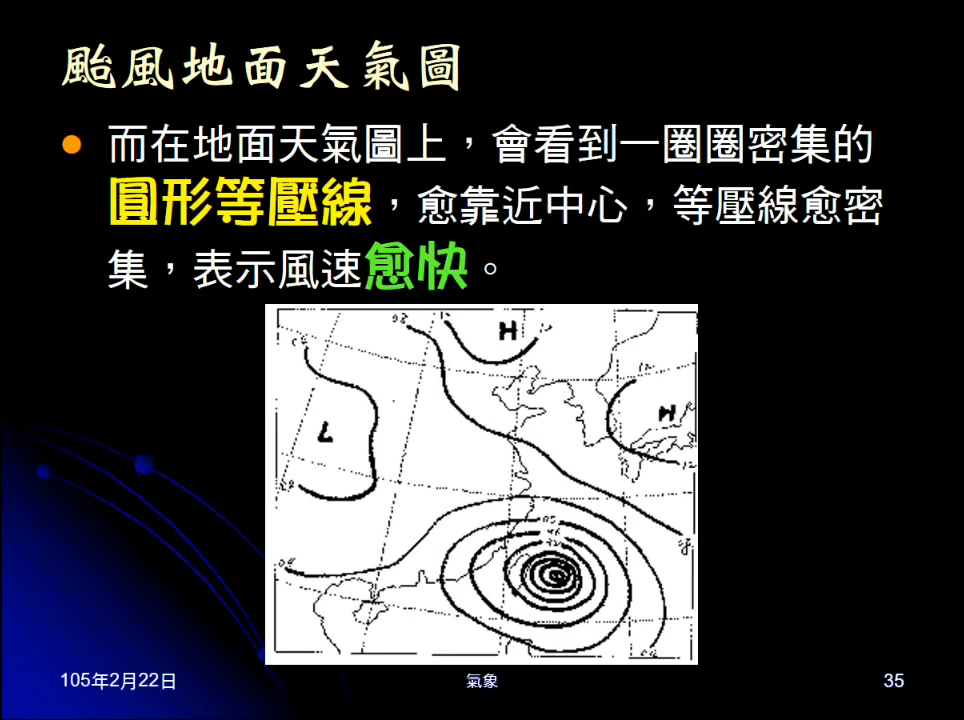 颱風地面天氣圖
而在地面天氣圖上，會看到一圈圈密集的
圓形等壓線，愈靠近中心，等壓線愈密
集，表示風速愈快。
H
L
H
105年2月22日
氣象
35